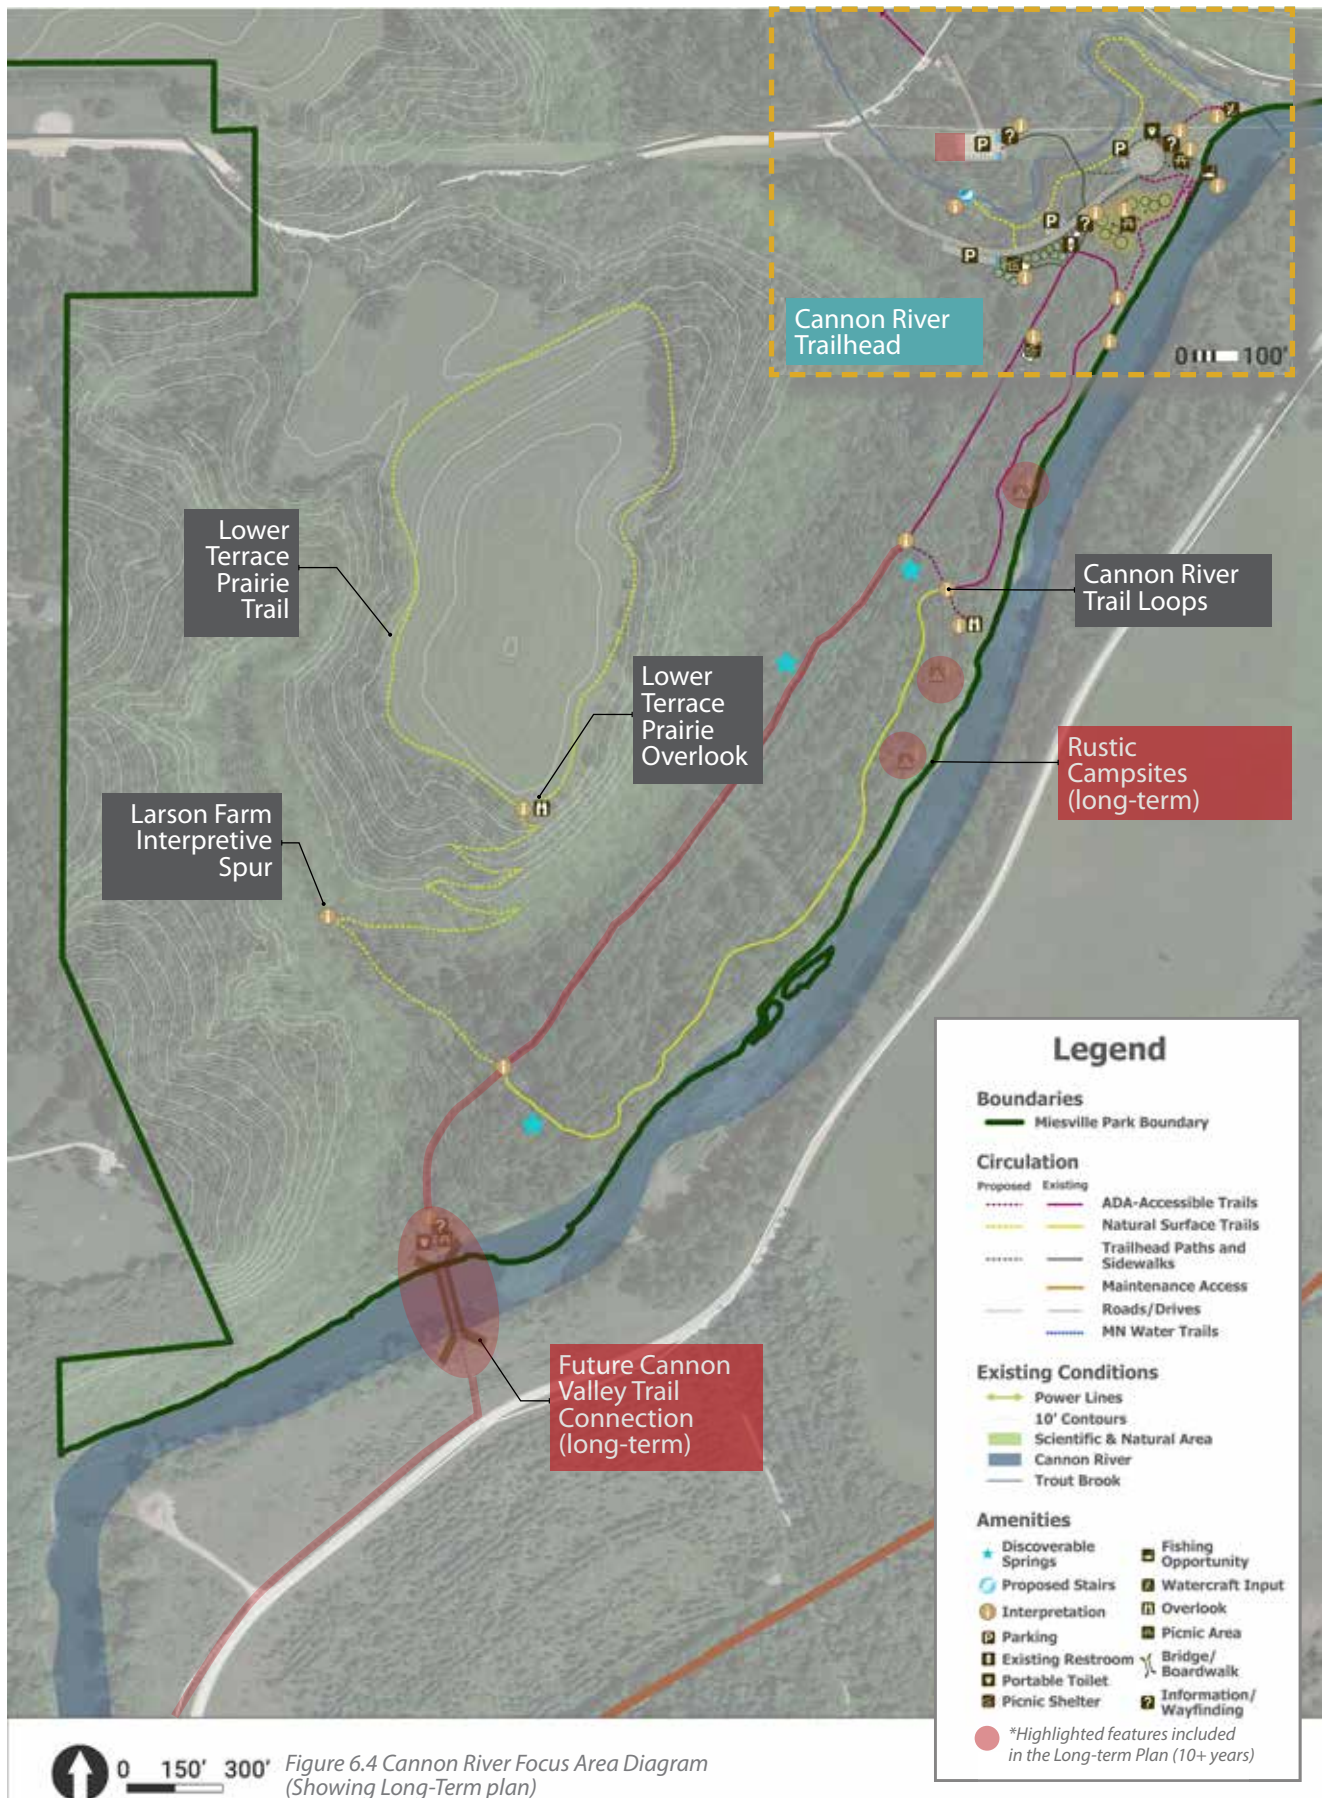 P
?
P
?
P
?
P
Cannon River
Trailhead
0 100'
Lower
Terrace
Prairie
Trail
Cannon River
Trail Loops
Lower
Terrace
Prairie
Overlook
Rustic
Campsites
(long-term)
Larson Farm
Interpretive
Spur
?
Future Cannon
Valley Trail
Connection
(long-term)
Legend
Boundaries
Miesville Park Boundary
Circulation
Proposed Existing
ADA-Accessible Trails
Natural Surface Trails
Trailhead Paths and
Sidewalks
Maintenance Access
Roads/Drives
MN Water Trails
Existing Conditions
Power Lines
10' Contours
Scientific & Natural Area
Cannon River
Trout Brook
Amenities
Discoverable
Springs
Proposed Stairs
Interpretation
P Parking
Existing Restroom
Portable Toilet
Picnic Shelter
Fishing
Opportunity
Watercraft Input
Overlook
Picnic Area
Bridge/
Boardwalk
? Information/
Wayfinding
*Highlighted features included
in the Long-term Plan (10+ years)
0 150' 300'
Figure 6.4 Cannon River Focus Area Diagram
(Showing Long-Term plan)